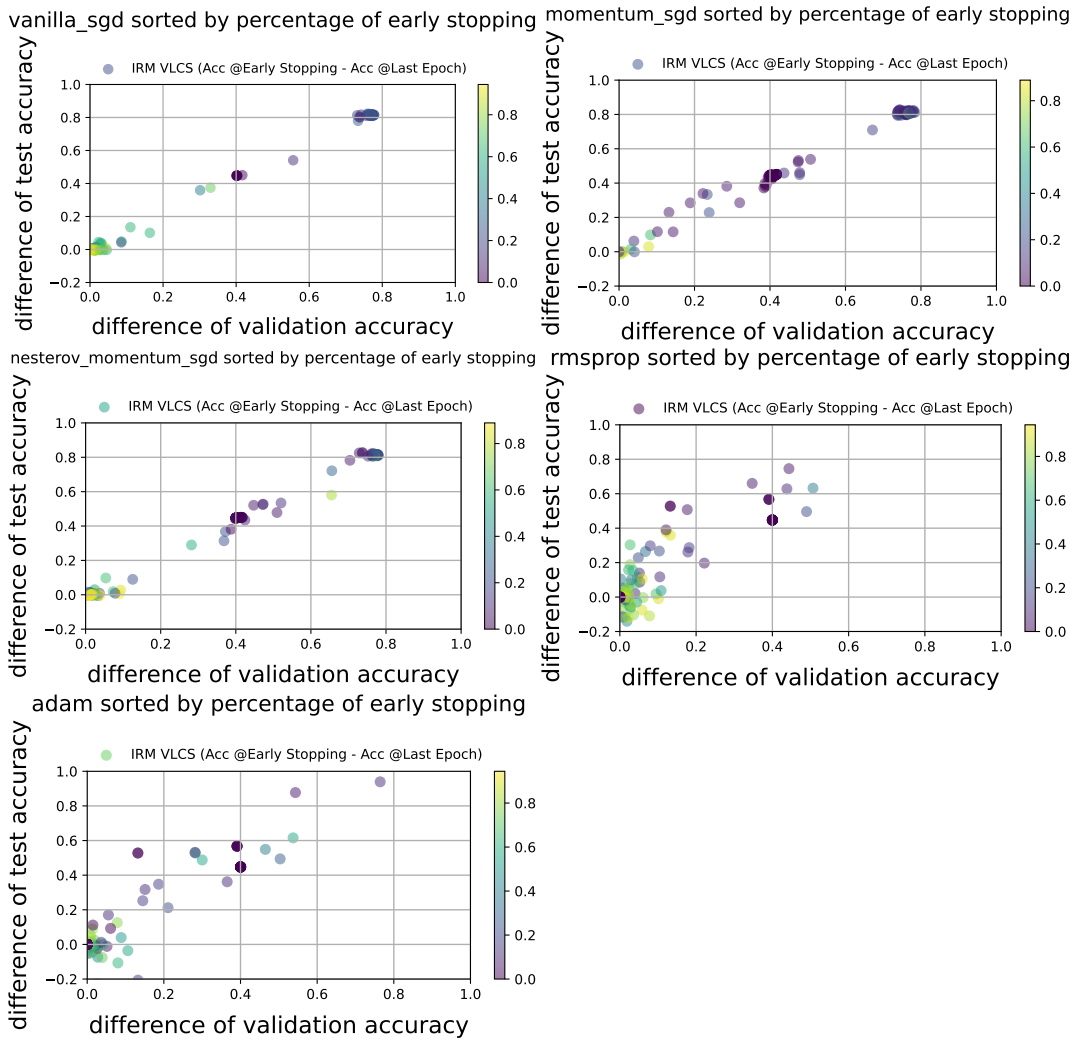 vanilla_sgd sorted by percentage of early stopping
IRM VLCS (Acc @Early Stopping - Acc @Last Epoch)
difference of test accuracy
1.0
0.8
0.6
0.4
0.2
0.0
−0.2
0.0 0.2 0.4 0.6 0.8 1.0
difference of validation accuracy
0.8
0.6
0.4
0.2
0.0
momentum_sgd sorted by percentage of early stopping
IRM VLCS (Acc @Early Stopping - Acc @Last Epoch)
difference of test accuracy
1.0
0.8
0.6
0.4
0.2
0.0
−0.2
0.0 0.2 0.4 0.6 0.8 1.0
difference of validation accuracy
0.8
0.6
0.4
0.2
0.0
nesterov_momentum_sgd sorted by percentage of early stopping
IRM VLCS (Acc @Early Stopping - Acc @Last Epoch)
difference of test accuracy
1.0
0.8
0.6
0.4
0.2
0.0
−0.2
0.0 0.2 0.4 0.6 0.8 1.0
difference of validation accuracy
0.8
0.6
0.4
0.2
0.0
rmsprop sorted by percentage of early stopping
IRM VLCS (Acc @Early Stopping - Acc @Last Epoch)
difference of test accuracy
1.0
0.8
0.6
0.4
0.2
0.0
−0.2
0.0 0.2 0.4 0.6 0.8 1.0
difference of validation accuracy
0.8
0.6
0.4
0.2
0.0
adam sorted by percentage of early stopping
IRM VLCS (Acc @Early Stopping - Acc @Last Epoch)
difference of test accuracy
1.0
0.8
0.6
0.4
0.2
0.0
−0.2
0.0 0.2 0.4 0.6 0.8 1.0
difference of validation accuracy
0.8
0.6
0.4
0.2
0.0